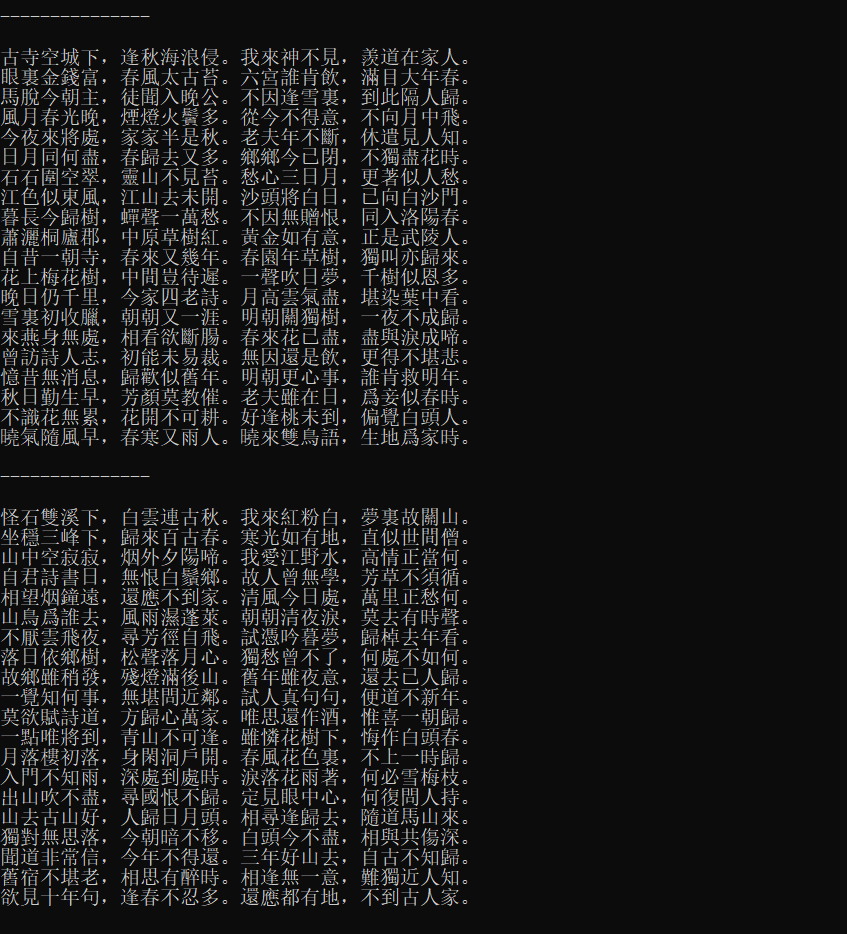 ---------------
古寺空城下，逢秋海浪侵。我來神不見，羨道在家人。
眼裏金錢富，春風太古苔。六宮誰肯飲，滿目大年春。
馬脫今朝主，徒聞入晚公。不因逢雪裏，到此隔人歸。
風月春光晚，煙燈火鬢多。從今不得意，不向月中飛。
今夜來將處，家家半是秋。老夫年不斷，休遣見人知。
日月同何盡，春歸去又多。鄉鄉今已閉，不獨盡花時。
石石圍空翠，靈山不見苔。愁心三日月，更著似人愁。
江色似東風，江山去未開。沙頭將白日，已向白沙門。
暮長今歸樹，蟬聲一萬愁。不因無贈恨，同入洛陽春。
蕭灑桐廬郡，中原草樹紅。黃金如有意，正是武陵人。
自昔一朝寺，春來又幾年。春園年草樹，獨叫亦歸來。
花上梅花樹，中間豈待遲。一聲吹日夢，千樹似恩多。
晚日仍千里，今家四老詩。月高雲氣盡，堪染葉中看。
雪裏初收臘，朝朝又一涯。明朝關獨樹，一夜不成歸。
來燕身無處，相看欲斷腸。春來花已盡，盡與淚成啼。
曾訪詩人志，初能未易裁。無因還是飲，更得不堪悲。
憶昔無消息，歸歡似舊年。明朝更心事，誰肯救明年。
秋日勤生早，芳顏莫教催。老夫雖在日，爲妾似春時。
不識花無累，花開不可耕。好逢桃未到，偏覺白頭人。
曉氣隨風早，春寒又雨人。曉來雙鳥語，生地爲家時。
---------------
怪石雙溪下，白雲連古秋。我來紅粉白，夢裏故關山。
坐穩三峰下，歸來百古春。寒光如有地，直似世間僧。
山中空寂寂，烟外夕陽啼。我愛江野水，高情正當何。
自君詩書日，無恨白鬚鄉。故人曾無學，芳草不須循。
相望烟鐘遠，還應不到家。清風今日處，萬里正愁何。
山鳥爲誰去，風雨濕蓬萊。朝朝清夜淚，莫去有時聲。
不厭雲飛夜，尋芳徑自飛。試憑吟暮夢，歸棹去年看。
落日依鄉樹，松聲落月心。獨愁曾不了，何處不如何。
故鄉雖稍發，殘燈滿後山。舊年雖夜意，還去已人歸。
一覺知何事，無堪問近鄰。試人真句句，便道不新年。
莫欲賦詩道，方歸心萬家。唯思還作酒，惟喜一朝歸。
一點唯將到，青山不可逢。雖憐花樹下，悔作白頭春。
月落樓初落，身閑洞戶開。春風花色裏，不上一時歸。
入門不知雨，深處到處時。淚落花雨著，何必雪梅枝。
出山吹不盡，尋國恨不歸。定見眼中心，何復問人持。
山去古山好，人歸日月頭。相尋逢歸去，隨道馬山來。
獨對無思落，今朝暗不移。白頭今不盡，相與共傷深。
聞道非常信，今年不得還。三年好山去，自古不知歸。
舊宿不堪老，相思有醉時。相逢無一意，難獨近人知。
欲見十年句，逢春不忍多。還應都有地，不到古人家。